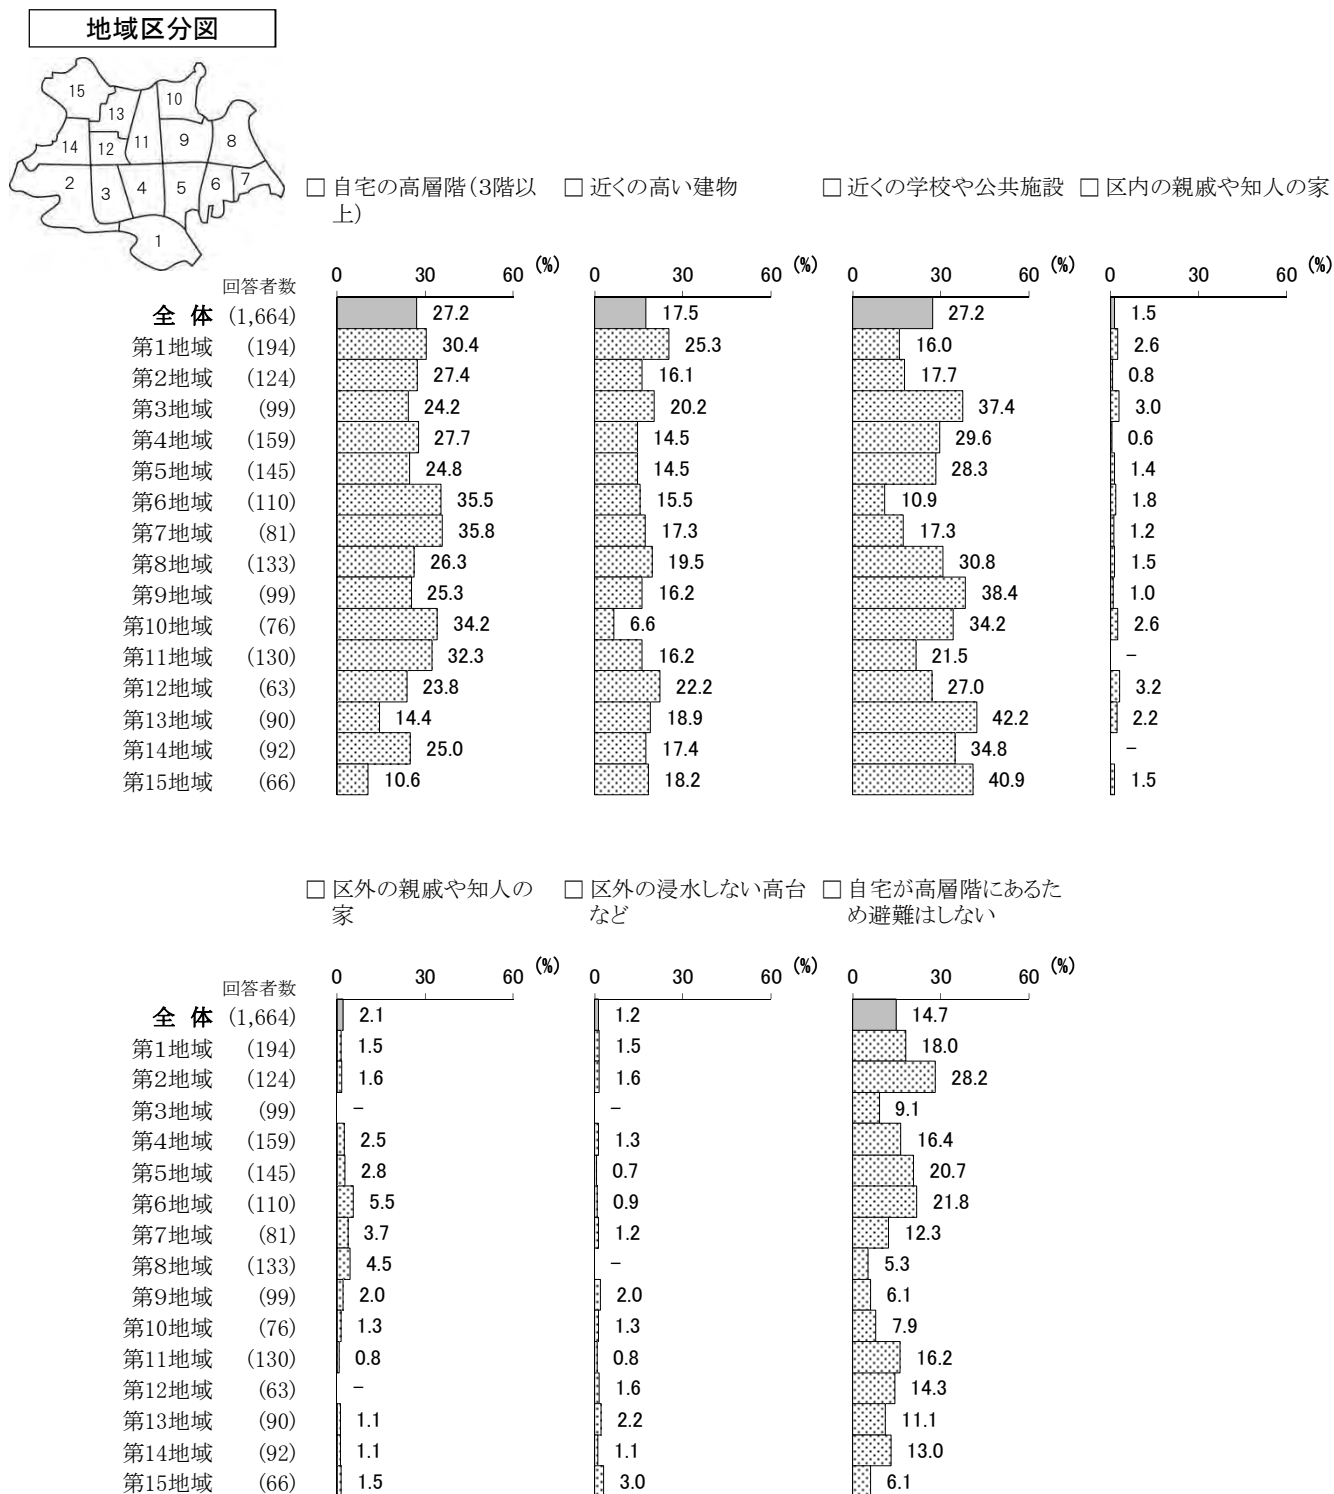 地域区分図
15
10
13
14
12
11
9
8
2
3
4
5
6
7
1
□ 自宅の高層階(3階以
上)
□ 近くの高い建物
□ 近くの学校や公共施設
□ 区内の親戚や知人の家
回答者数
0 30 60 (%) 0 30 60 (%) 0 30 60 (%) 0 30 60 (%)
全 体 (1,664) 27.2 17.5 27.2 1.5
第1地域 (194) 30.4 25.3 16.0 2.6
第2地域 (124) 27.4 16.1 17.7 0.8
第3地域 (99) 24.2 20.2 37.4 3.0
第4地域 (159) 27.7 14.5 29.6 0.6
第5地域 (145) 24.8 14.5 28.3 1.4
第6地域 (110) 35.5 15.5 10.9 1.8
第7地域 (81) 35.8 17.3 17.3 1.2
第8地域 (133) 26.3 19.5 30.8 1.5
第9地域 (99) 25.3 16.2 38.4 1.0
第10地域 (76) 34.2 6.6 34.2 2.6
第11地域 (130) 32.3 16.2 21.5 －
第12地域 (63) 23.8 22.2 27.0 3.2
第13地域 (90) 14.4 18.9 42.2 2.2
第14地域 (92) 25.0 17.4 34.8 －
第15地域 (66) 10.6 18.2 40.9 1.5
□ 区外の親戚や知人の
家
□ 区外の浸水しない高台
など
□ 自宅が高層階にあるた
め避難はしない
回答者数
0 30 60 (%) 0 30 60 (%) 0 30 60 (%)
全 体 (1,664) 2.1 1.2 14.7
第1地域 (194) 1.5 1.5 18.0
第2地域 (124) 1.6 1.6 28.2
第3地域 (99) － － 9.1
第4地域 (159) 2.5 1.3 16.4
第5地域 (145) 2.8 0.7 20.7
第6地域 (110) 5.5 0.9 21.8
第7地域 (81) 3.7 1.2 12.3
第8地域 (133) 4.5 － 5.3
第9地域 (99) 2.0 2.0 6.1
第10地域 (76) 1.3 1.3 7.9
第11地域 (130) 0.8 0.8 16.2
第12地域 (63) － 1.6 14.3
第13地域 (90) 1.1 2.2 11.1
第14地域 (92) 1.1 1.1 13.0
第15地域 (66) 1.5 3.0 6.1